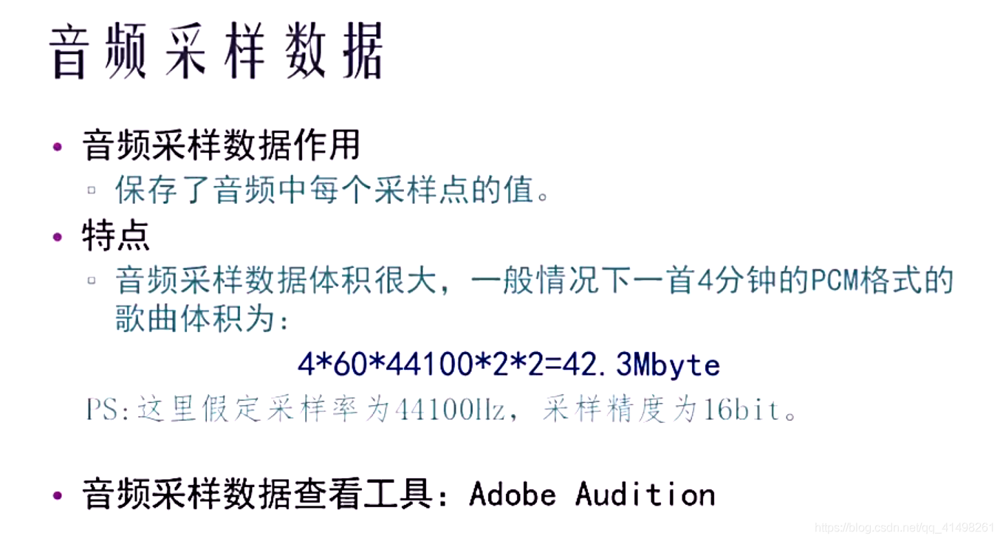 音频采样数据
• 音频采样数据作用
▫ 保存了音频中每个采样点的值。
• 特点
▫ 音频采样数据体积很大，一般情况下一首4分钟的PCM格式的
歌曲体积为：
4*60*44100*2*2=42.3Mbyte
PS:这里假定采样率为44100Hz，采样精度为16bit。
• 音频采样数据查看工具：Adobe Audition
https://blog.csdn.net/qq_41498261